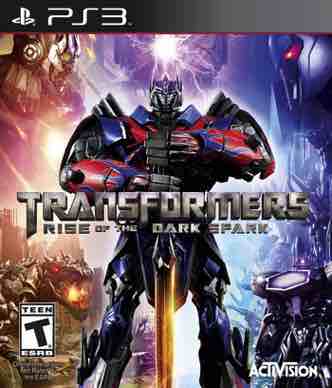 PS3
TRANSFORMERS
RISE OF THE DARK SPARK
TEEN
T
ESRB
ACTIVISION